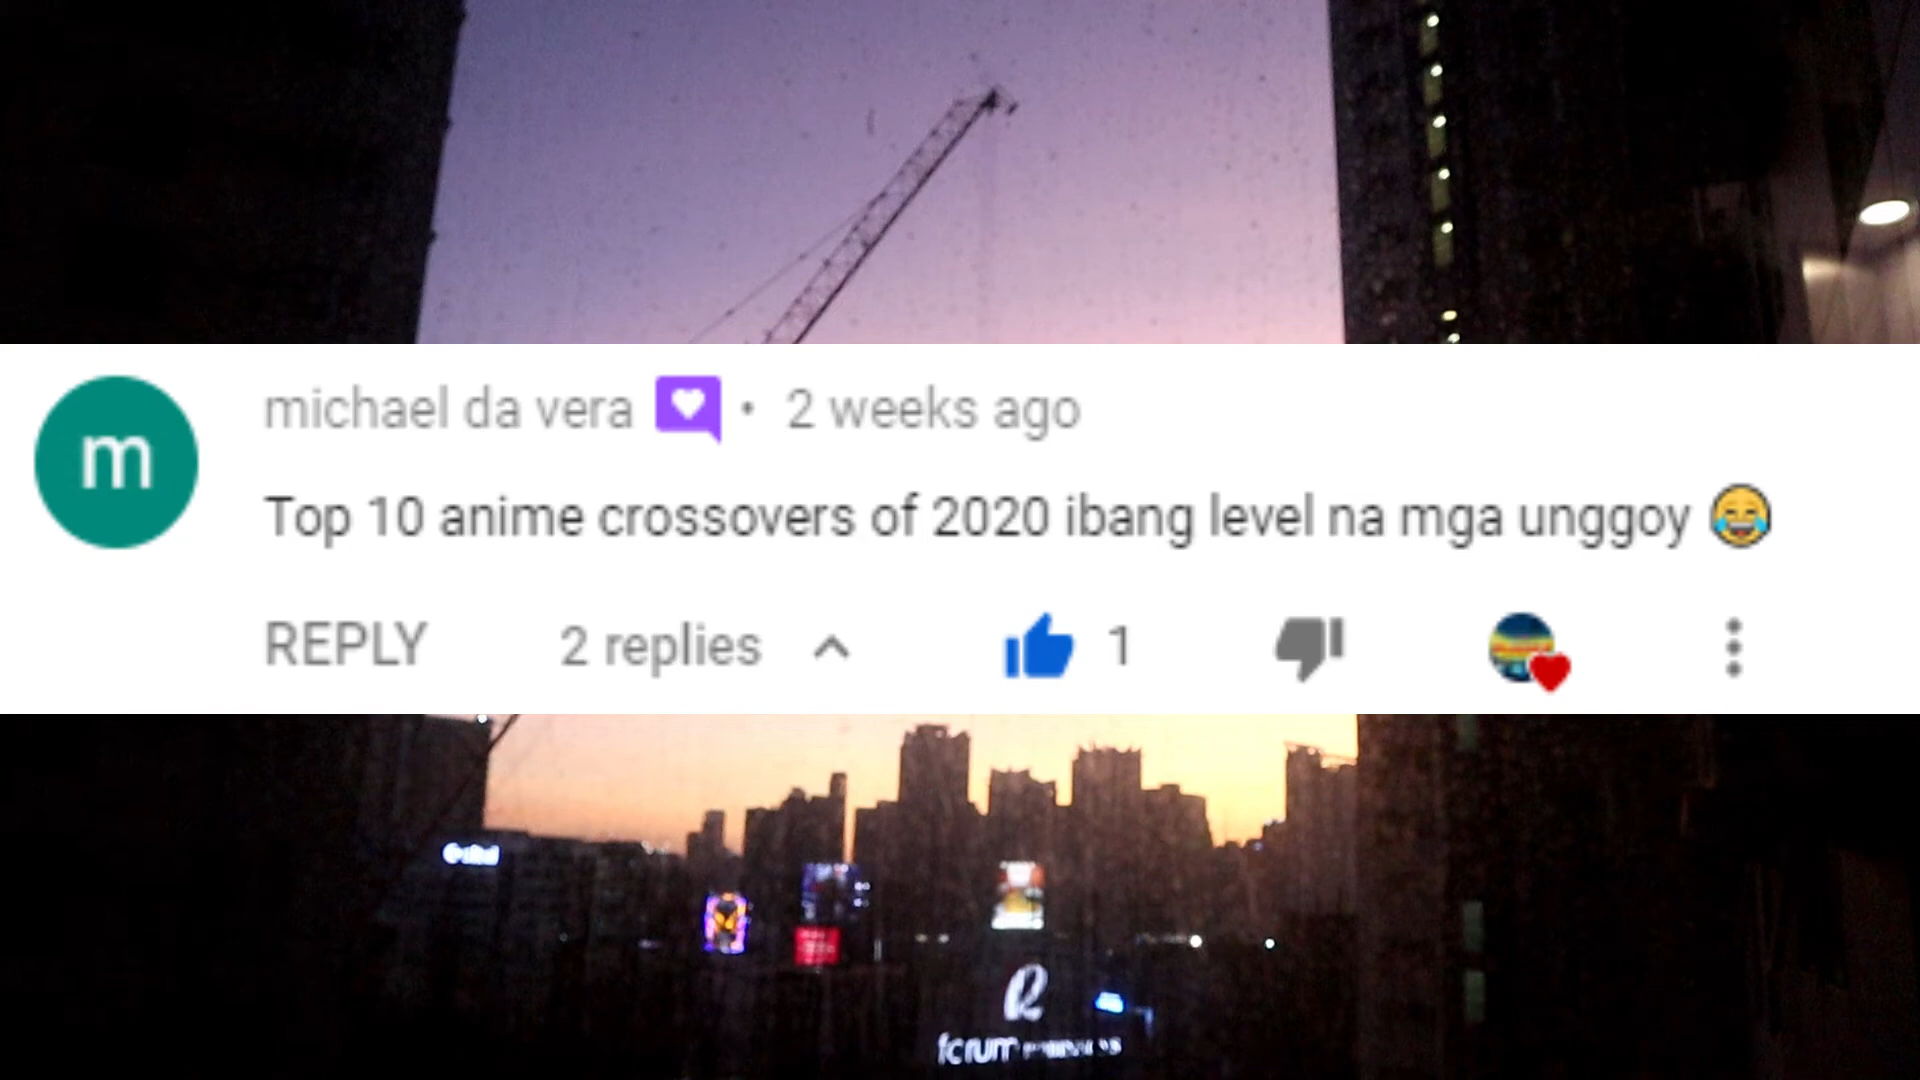 m
michael da vera • 2 weeks ago
Top 10 anime crossovers of 2020 ibang level na mga unggoy 😂
REPLY 2 replies 1
forum